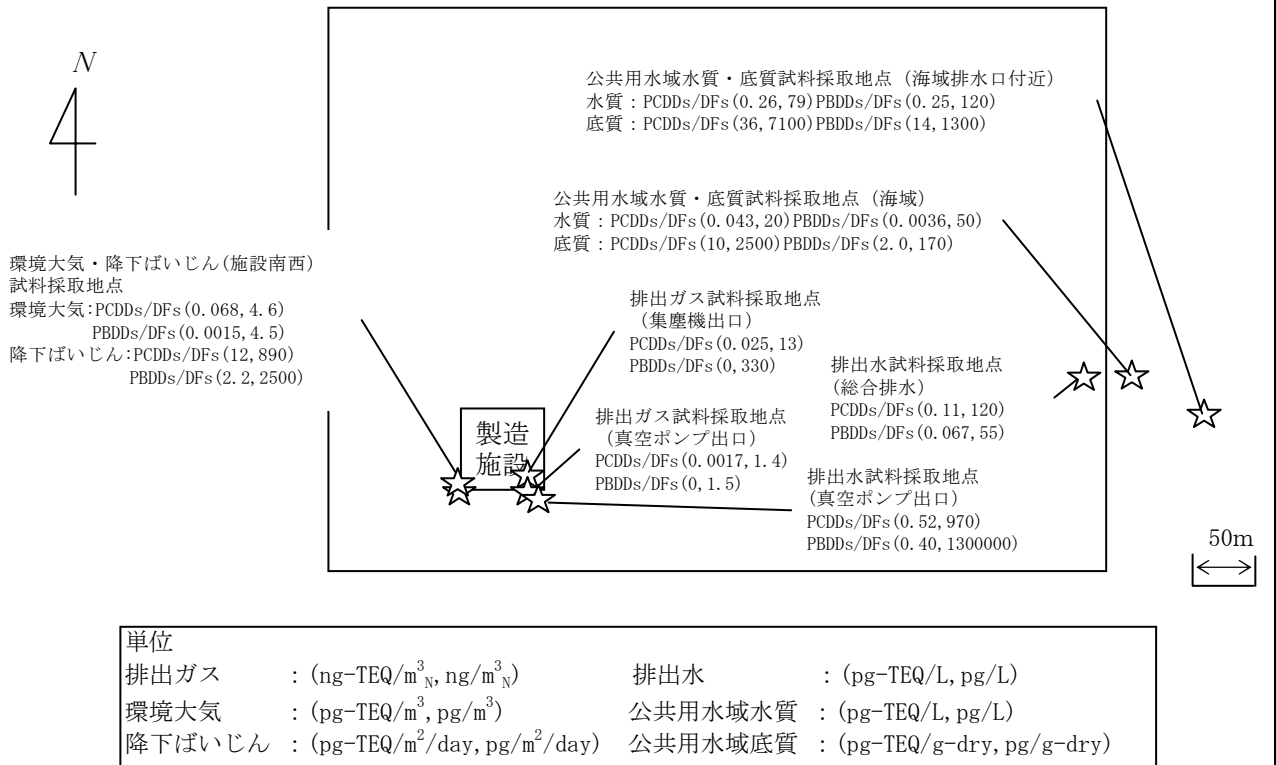 N
公共用水域水質・底質試料採取地点（海域排水口付近）
水質：PCDDs/DFs(0.26,79)PBDDs/DFs(0.25,120)
底質：PCDDs/DFs(36,7100)PBDDs/DFs(14,1300)
公共用水域水質・底質試料採取地点（海域）
水質：PCDDs/DFs(0.043,20)PBDDs/DFs(0.0036,50)
底質：PCDDs/DFs(10,2500)PBDDs/DFs(2.0,170)
環境大気・降下ばいじん(施設南西)
試料採取地点
環境大気:PCDDs/DFs(0.068,4.6)
PBDDs/DFs(0.0015,4.5)
降下ばいじん:PCDDs/DFs(12,890)
PBDDs/DFs(2.2,2500)
排出ガス試料採取地点
（集塵機出口）
PCDDs/DFs(0.025,13)
PBDDs/DFs(0,330)
排出水試料採取地点
(総合排水)
PCDDs/DFs(0.11,120)
PBDDs/DFs(0.067,55)
製造
施設
排出ガス試料採取地点
（真空ポンプ出口）
PCDDs/DFs(0.0017,1.4)
PBDDs/DFs(0,1.5)
排出水試料採取地点
(真空ポンプ出口)
PCDDs/DFs(0.52,970)
PBDDs/DFs(0.40,1300000)
50m
単位
排出ガス ：(ng-TEQ/m³N,ng/m³N) 排出水 ：(pg-TEQ/L,pg/L)
環境大気 ：(pg-TEQ/m³,pg/m³) 公共用水域水質 ：(pg-TEQ/L,pg/L)
降下ばいじん ：(pg-TEQ/m²/day,pg/m²/day) 公共用水域底質 ：(pg-TEQ/g-dry,pg/g-dry)